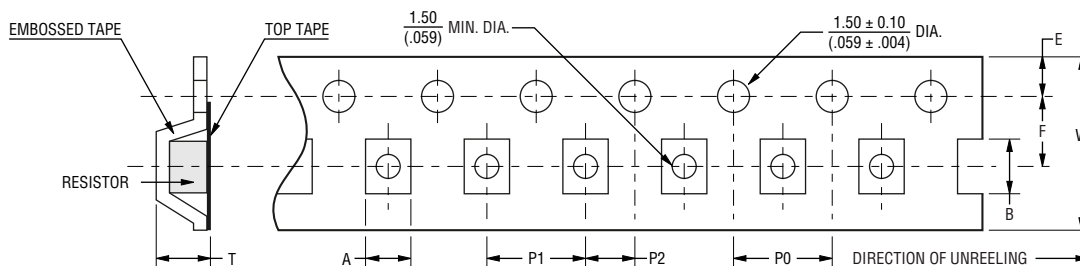 EMBOSSED TAPE
TOP TAPE
1.50
(.059)
MIN. DIA.
1.50 ± 0.10
(.059 ± .004)
DIA.
E
F
RESISTOR
B
T
A
P1
P2
P0
DIRECTION OF UNREELING